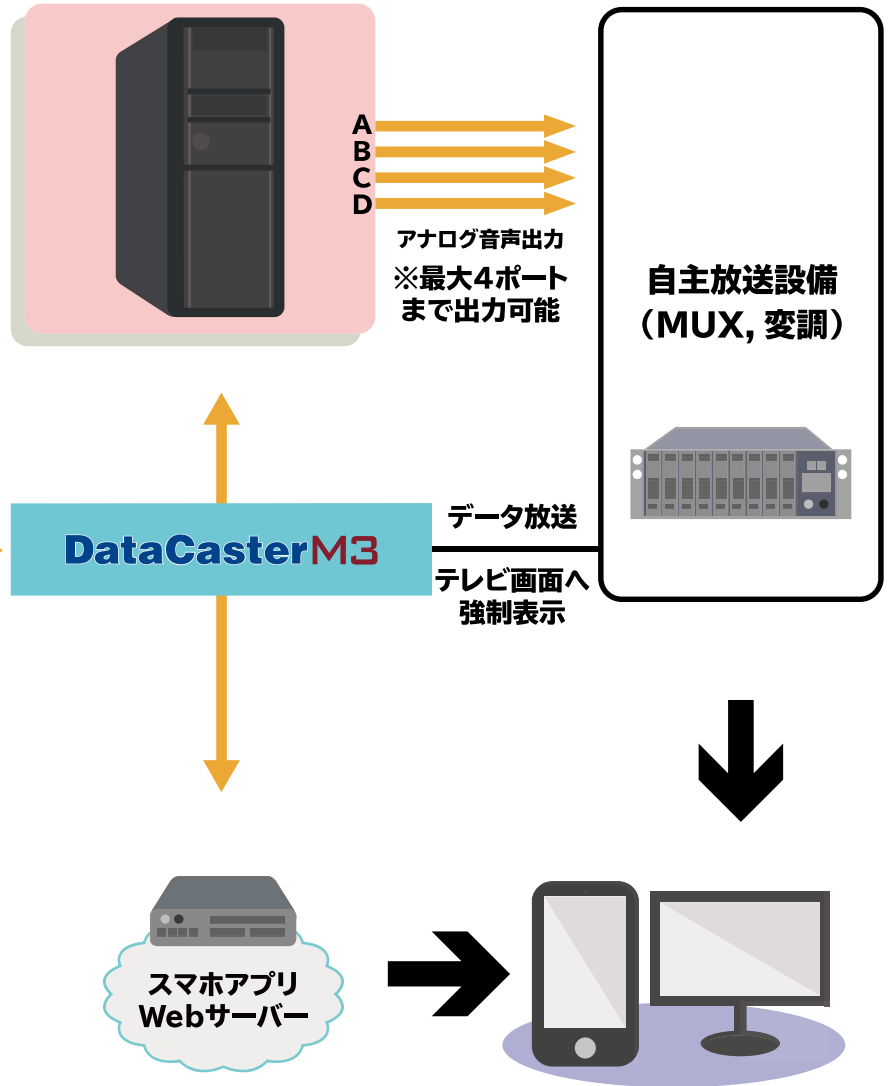 A
B
C
D
アナログ音声出力
※最大4ポート
まで出力可能
自主放送設備
（MUX, 変調）
データ放送
DataCasterM3
テレビ画面へ
強制表示
スマホアプリ
Webサーバー